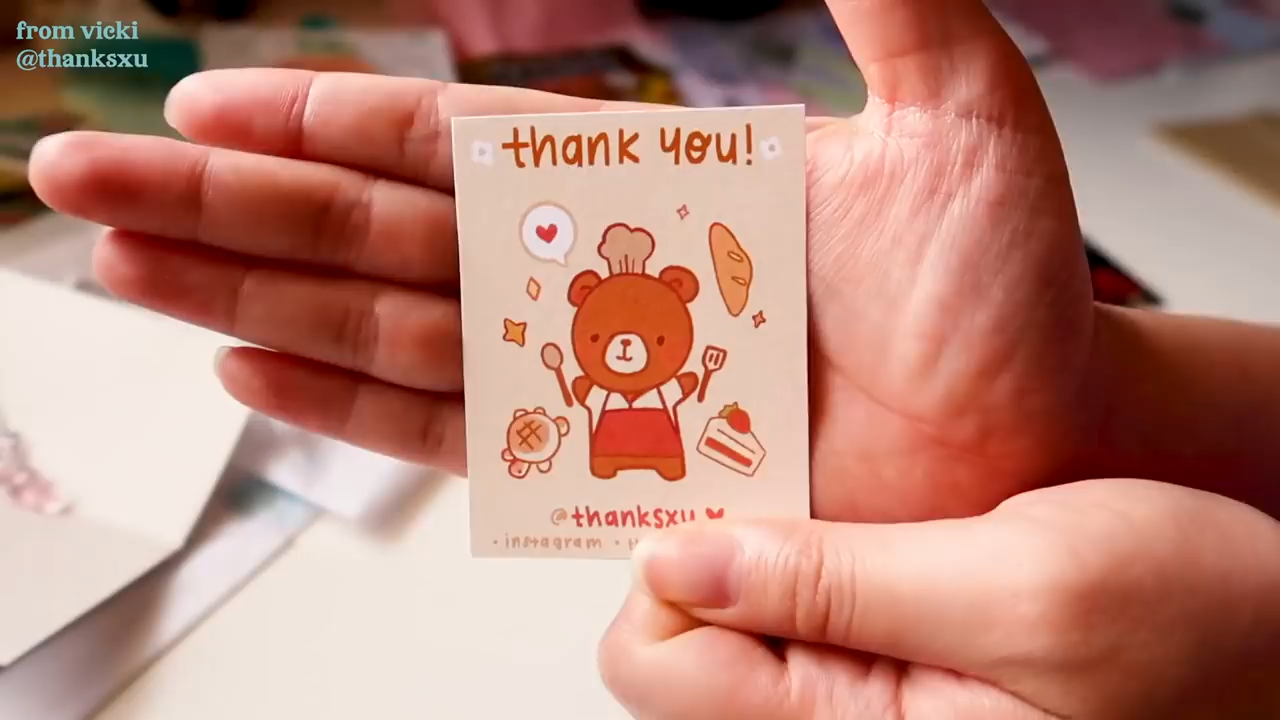 from vicki
@thanksxu
thank you!
@thanksxu
• instagram •